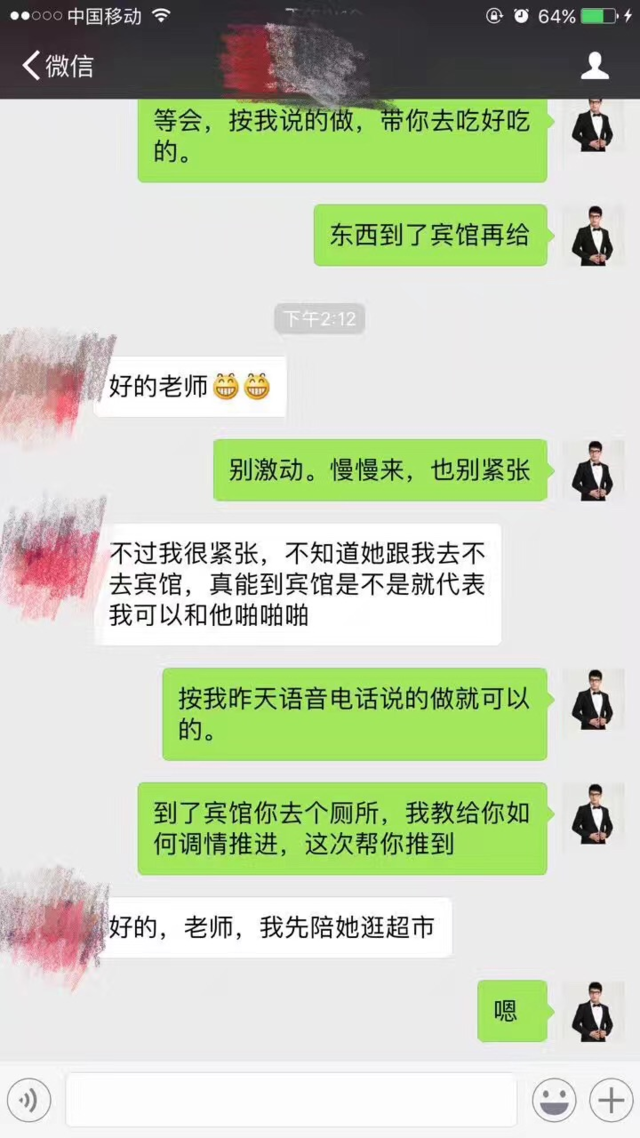 中国移动
64%
微信
等会，按我说的做，带你去吃好吃
的。
东西到了宾馆再给
下午2:12
好的老师😁😁
别激动。慢慢来，也别紧张
不过我很紧张，不知道她跟我去不
去宾馆，真能到宾馆是不是就代表
我可以和他啪啪啪
按我昨天语音电话说的做就可以
的。
到了宾馆你去个厕所，我教给你如
何调情推进，这次帮你推到
好的，老师，我先陪她逛超市
嗯